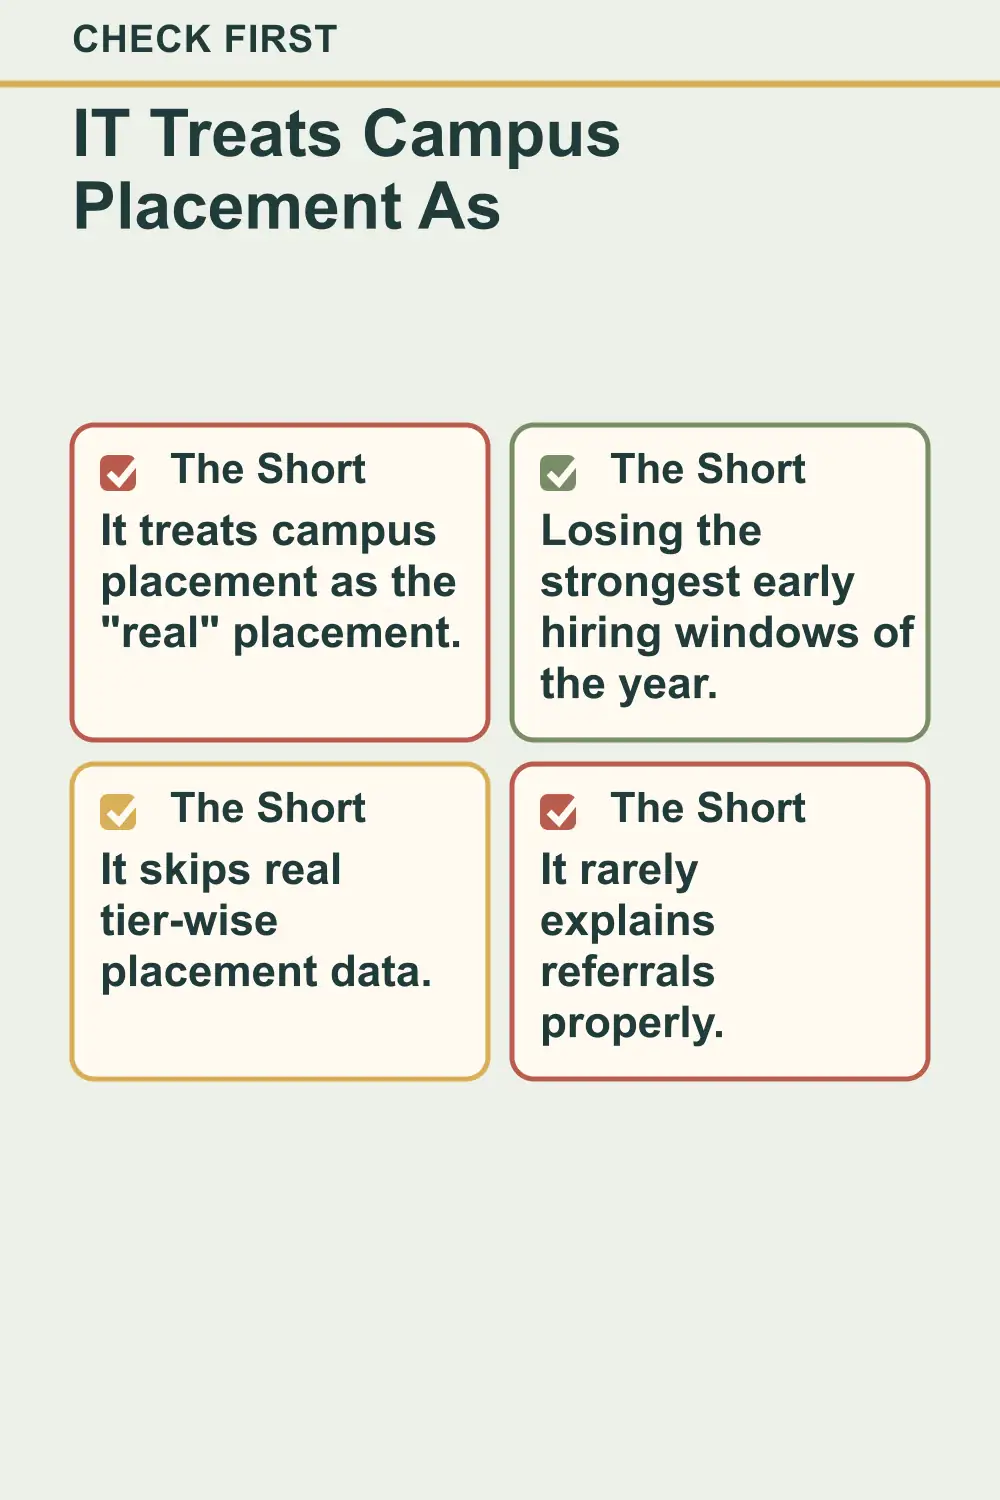 CHECK FIRST
IT Treats Campus
Placement As
The Short
It treats campus
placement as the
"real" placement.
The Short
Losing the
strongest early
hiring windows of
the year.
The Short
It skips real
tier-wise
placement data.
The Short
It rarely
explains
referrals
properly.